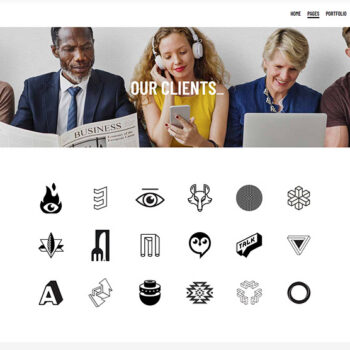 HOME PAGES PORTFOLIO
OUR CLIENTS_
BUSINESS
TALK
A